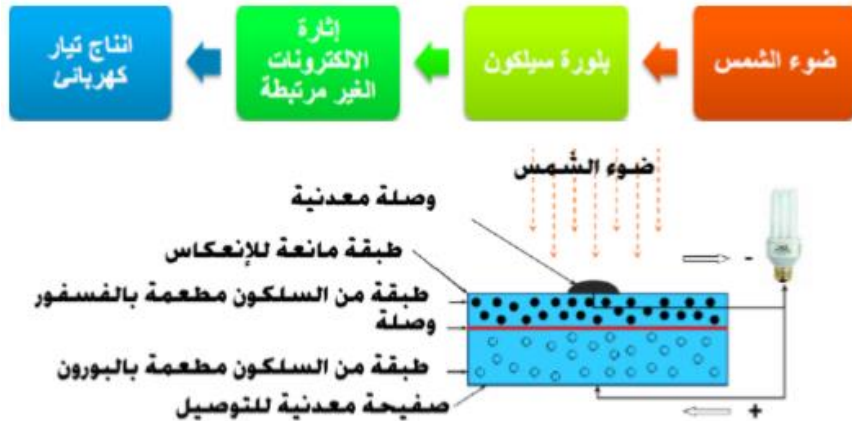 ضوء الشمس
بلورة سيلكون
إثارة
الالكترونات
الغير مرتبطة
انتاج تيار
كهربائئ
ضوء الشمس
وصلة معدنية
طبقة مانعة للإنعكاس
-
طبقة من السلكون مطعمة بالفسفور
وصلة
طبقة من السلكون مطعمة بالبورون
صفيحة معدنية للتوصيل
+